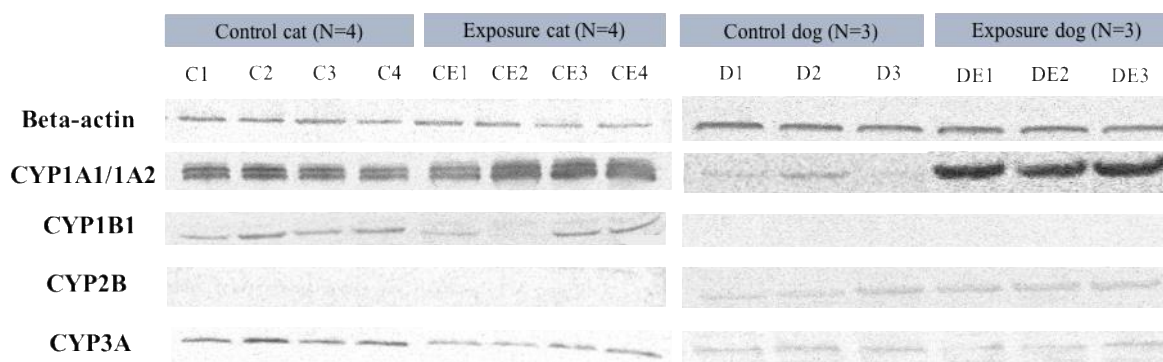 Control cat (N=4) Exposure cat (N=4) Control dog (N=3) Exposure dog (N=3)
C1 C2 C3 C4 CE1 CE2 CE3 CE4 D1 D2 D3 DE1 DE2 DE3
Beta-actin
CYP1A1/1A2
CYP1B1
CYP2B
CYP3A